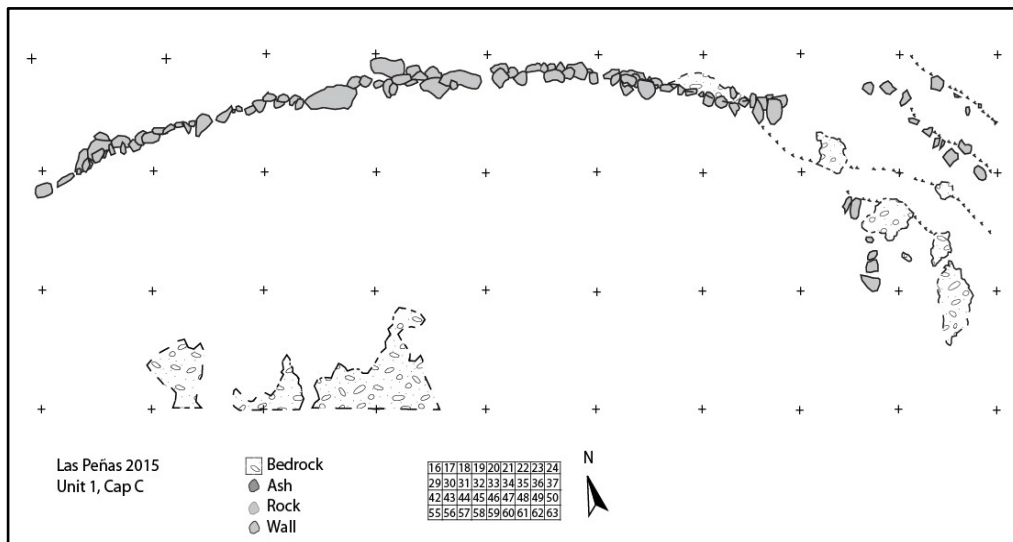 Las Peñas 2015
Unit 1, Cap C
Bedrock
Ash
Rock
Wall
16 17 18 19 20 21 22 23 24
29 30 31 32 33 34 35 36 37
42 43 44 45 46 47 48 49 50
55 56 57 58 59 60 61 62 63
N